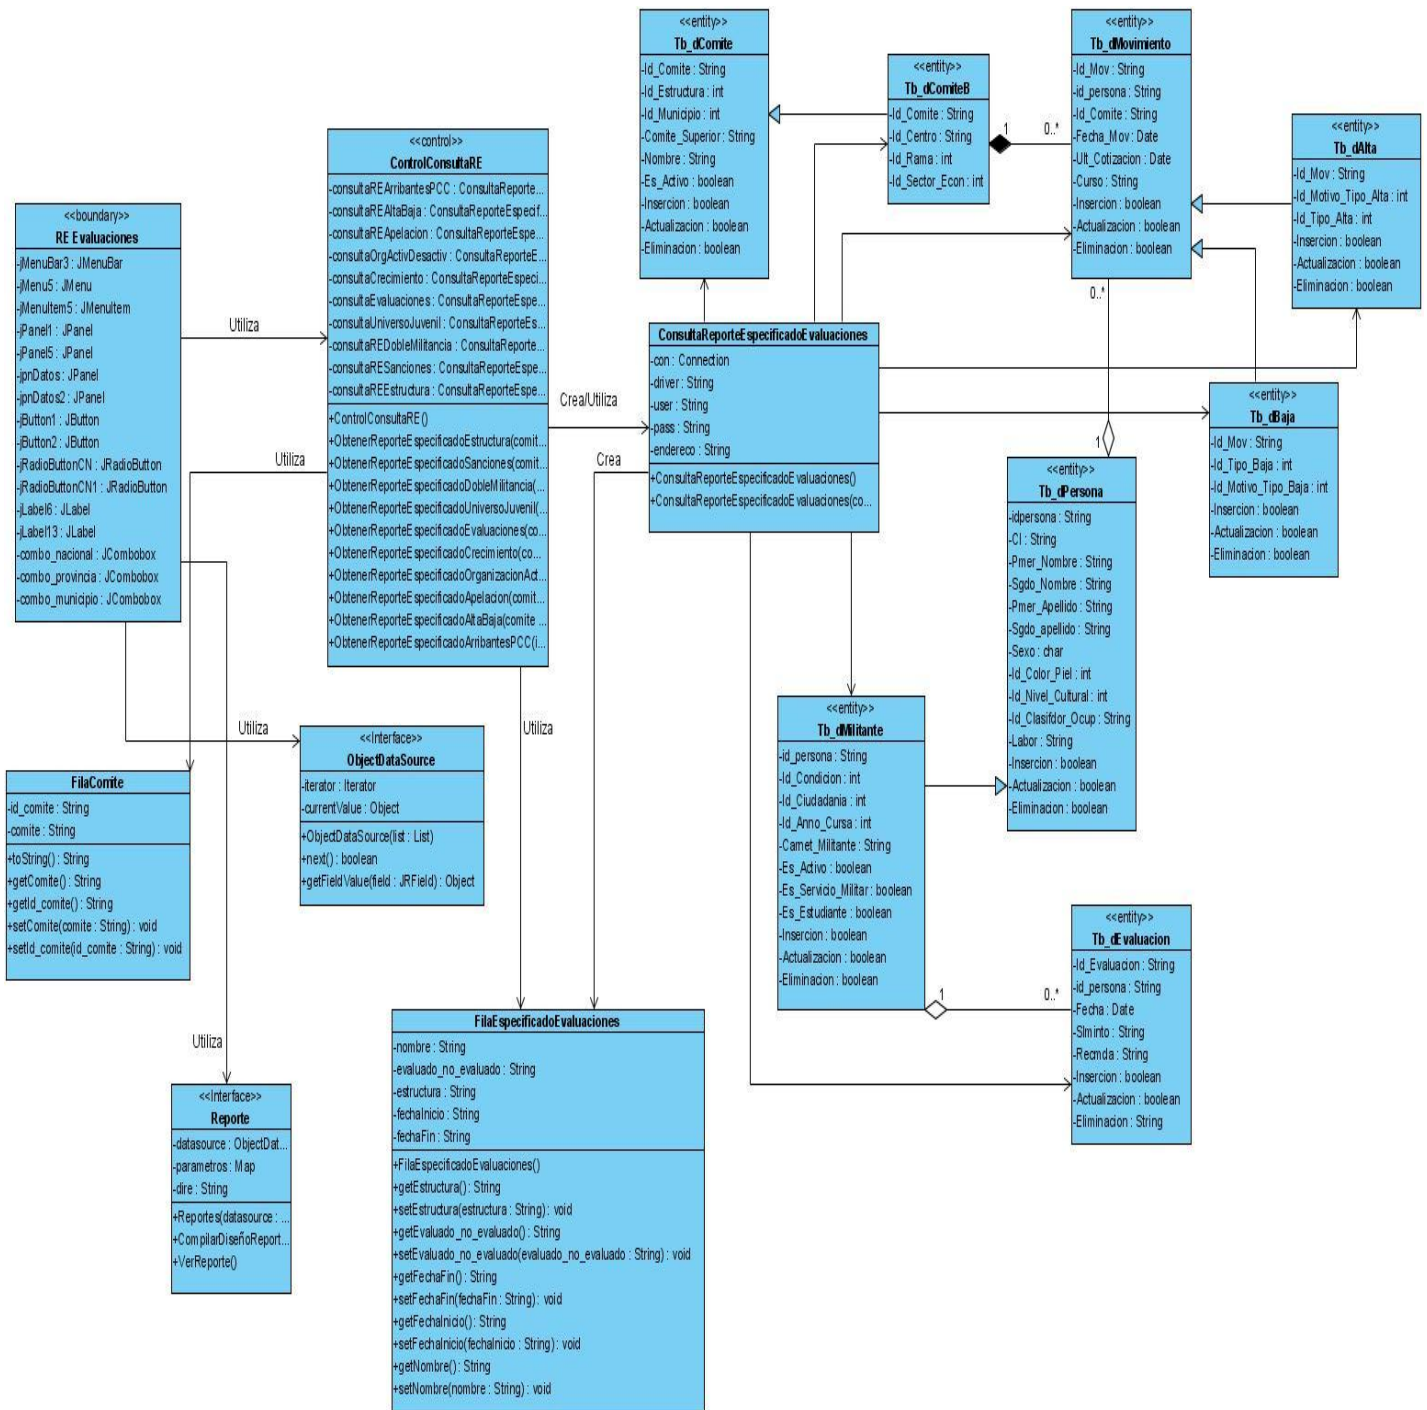 <<boundary>>
RE Evaluaciones
-jMenuBar3 : JMenuBar
-jMenu5 : JMenu
-jMenuItem5 : JMenuItem
-jPanel1 : JPanel
-jPanel5 : JPanel
-jpnDatos : JPanel
-jpnDatos2 : JPanel
-jButton1 : JButton
-jButton2 : JButton
-jRadioButtonCN : JRadioButton
-jRadioButtonCN1 : JRadioButton
-jLabel6 : JLabel
-jLabel13 : JLabel
-combo_nacional : JCombobox
-combo_provincia : JCombobox
-combo_municipio : JCombobox
Utiliza
<<control>>
ControlConsultaRE
-consultaREArribantesPCC : ConsultaReporte...
-consultaREAltaBaja : ConsultaReporteEspecif...
-consultaREApelacion : ConsultaReporteEspe...
-consultaOrgActivDesactiv : ConsultaReporteE...
-consultaCrecimiento : ConsultaReporteEspeci...
-consultaEvaluaciones : ConsultaReporteEspe...
-consultaUniversoJuvenil : ConsultaReporteEs...
-consultaREDobleMilitancia : ConsultaReporte...
-consultaRESanciones : ConsultaReporteEspe...
-consultaREEstructura : ConsultaReporteEspe...
+ControlConsultaRE()
+ObtenerReporteEspecificadoEstructura(comit...
+ObtenerReporteEspecificadoSanciones(comit...
+ObtenerReporteEspecificadoDobleMilitancia(...
+ObtenerReporteEspecificadoUniversoJuvenil(...
+ObtenerReporteEspecificadoEvaluaciones(co...
+ObtenerReporteEspecificadoCrecimiento(co...
+ObtenerReporteEspecificadoOrganizacionAct...
+ObtenerReporteEspecificadoApelacion(comit...
+ObtenerReporteEspecificadoAltaBaja(comite ...
+ObtenerReporteEspecificadoArribantesPCC(i...
Utiliza
Crea/Utiliza
Crea
<<entity>>
Tb_dComite
-Id_Comite : String
-Id_Estructura : int
-Id_Municipio : int
-Comite_Superior : String
-Nombre : String
-Es_Activo : boolean
-Insercion : boolean
-Actualizacion : boolean
-Eliminacion : boolean
<<entity>>
Tb_dComiteB
-Id_Comite : String
-Id_Centro : String
-Id_Rama : int
-Id_Sector_Econ : int
1
0..*
<<entity>>
Tb_dMovimiento
-Id_Mov : String
-id_persona : String
-Id_Comite : String
-Fecha_Mov : Date
-Ult_Cotizacion : Date
-Curso : String
-Insercion : boolean
-Actualizacion : boolean
-Eliminacion : boolean
0..*
1
<<entity>>
Tb_dAlta
-Id_Mov : String
-Id_Motivo_Tipo_Alta : int
-Id_Tipo_Alta : int
-Insercion : boolean
-Actualizacion : boolean
-Eliminacion : boolean
ConsultaReporteEspecificadoEvaluaciones
-con : Connection
-driver : String
-user : String
-pass : String
-endereco : String
+ConsultaReporteEspecificadoEvaluaciones()
+ConsultaReporteEspecificadoEvaluaciones(co...
<<entity>>
Tb_dBaja
-Id_Mov : String
-Id_Tipo_Baja : int
-Id_Motivo_Tipo_Baja : int
-Insercion : boolean
-Actualizacion : boolean
-Eliminacion : boolean
<<entity>>
Tb_dPersona
-idpersona : String
-CI : String
-Pmer_Nombre : String
-Sgdo_Nombre : String
-Pmer_Apellido : String
-Sgdo_apellido : String
-Sexo : char
-Id_Color_Piel : int
-Id_Nivel_Cultural : int
-Id_Clasifdor_Ocup : String
-Labor : String
-Insercion : boolean
-Actualizacion : boolean
-Eliminacion : boolean
<<entity>>
Tb_dMilitante
-id_persona : String
-Id_Condicion : int
-Id_Ciudadania : int
-Id_Anno_Cursa : int
-Carnet_Militante : String
-Es_Activo : boolean
-Es_Servicio_Militar : boolean
-Es_Estudiante : boolean
-Insercion : boolean
-Actualizacion : boolean
-Eliminacion : boolean
1
0..*
<<entity>>
Tb_dEvaluacion
-Id_Evaluacion : String
-id_persona : String
-Fecha : Date
-Slminto : String
-Recmda : String
-Insercion : boolean
-Actualizacion : boolean
-Eliminacion : String
Utiliza
Utiliza
FilaComite
-id_comite : String
-comite : String
+toString() : String
+getComite() : String
+getId_comite() : String
+setComite(comite : String) : void
+setId_comite(id_comite : String) : void
<<Interface>>
ObjectDataSource
-iterator : Iterator
-currentValue : Object
+ObjectDataSource(list : List)
+next() : boolean
+getFieldValue(field : JRField) : Object
Utiliza
<<Interface>>
Reporte
-datasource : ObjectDat...
-parametros : Map
-dire : String
+Reportes(datasource : ...
+CompilarDiseñoReport...
+VerReporte()
FilaEspecificadoEvaluaciones
-nombre : String
-evaluado_no_evaluado : String
-estructura : String
-fechaInicio : String
-fechaFin : String
+FilaEspecificadoEvaluaciones()
+getEstructura() : String
+setEstructura(estructura : String) : void
+getEvaluado_no_evaluado() : String
+setEvaluado_no_evaluado(evaluado_no_evaluado : String) : void
+getFechaFin() : String
+setFechaFin(fechaFin : String) : void
+getFechaInicio() : String
+setFechaInicio(fechaInicio : String) : void
+getNombre() : String
+setNombre(nombre : String) : void